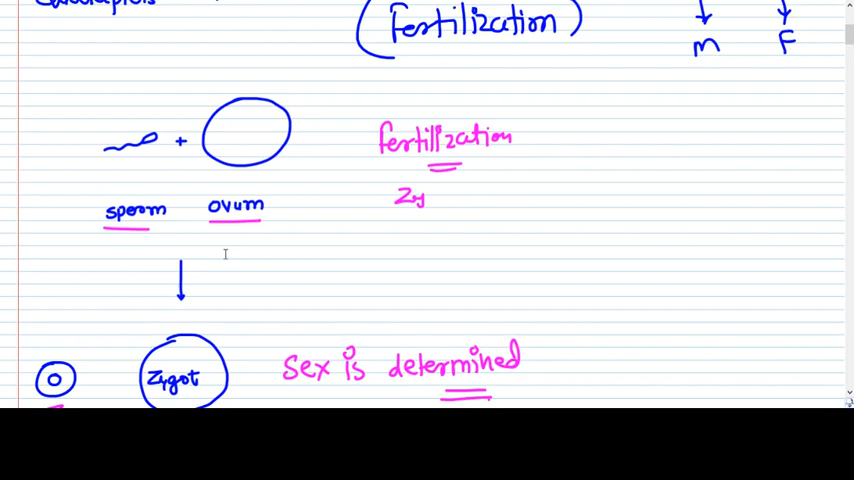 (Fertilization)
M F
+
fertilization
Zy
sperm ovum
Zygot
Sex is determined